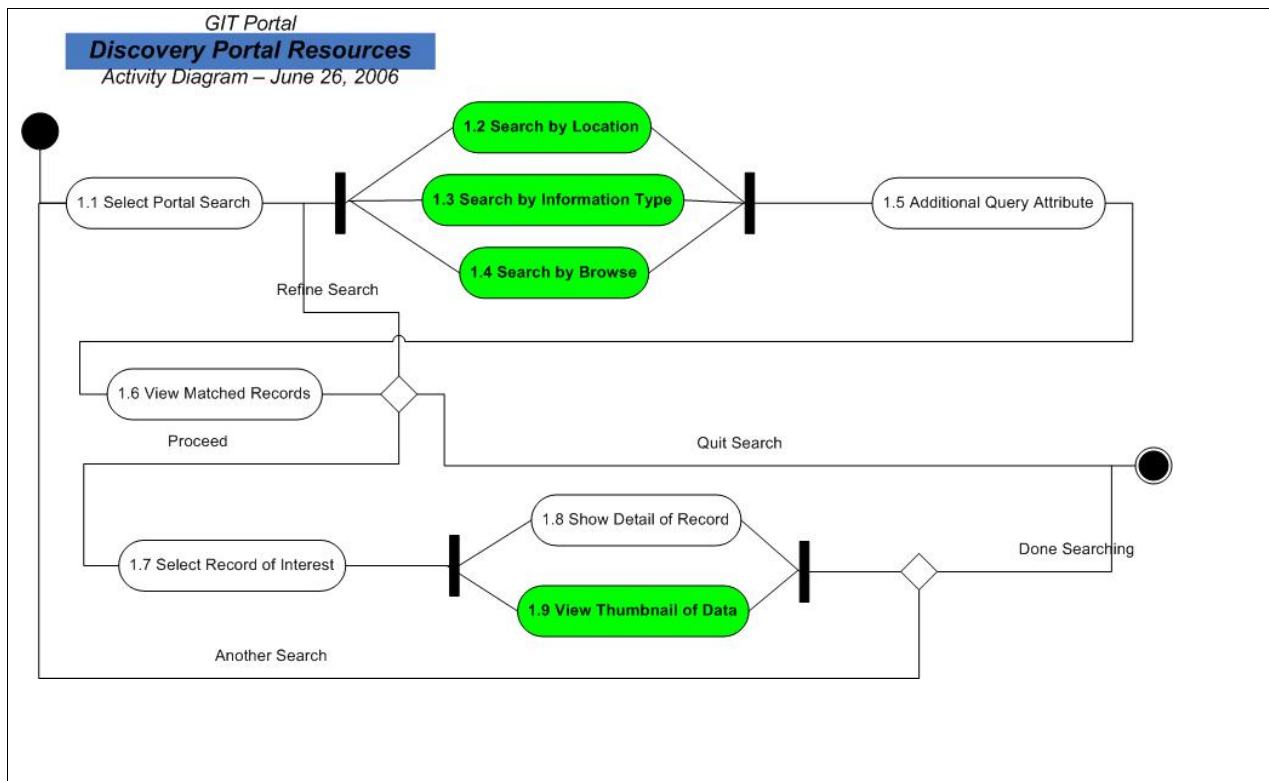 GIT Portal
Discovery Portal Resources
Activity Diagram – June 26, 2006
1.2 Search by Location
1.1 Select Portal Search
1.3 Search by Information Type
1.5 Additional Query Attribute
1.4 Search by Browse
Refine Search
1.6 View Matched Records
Proceed
Quit Search
1.8 Show Detail of Record
Done Searching
1.7 Select Record of Interest
1.9 View Thumbnail of Data
Another Search